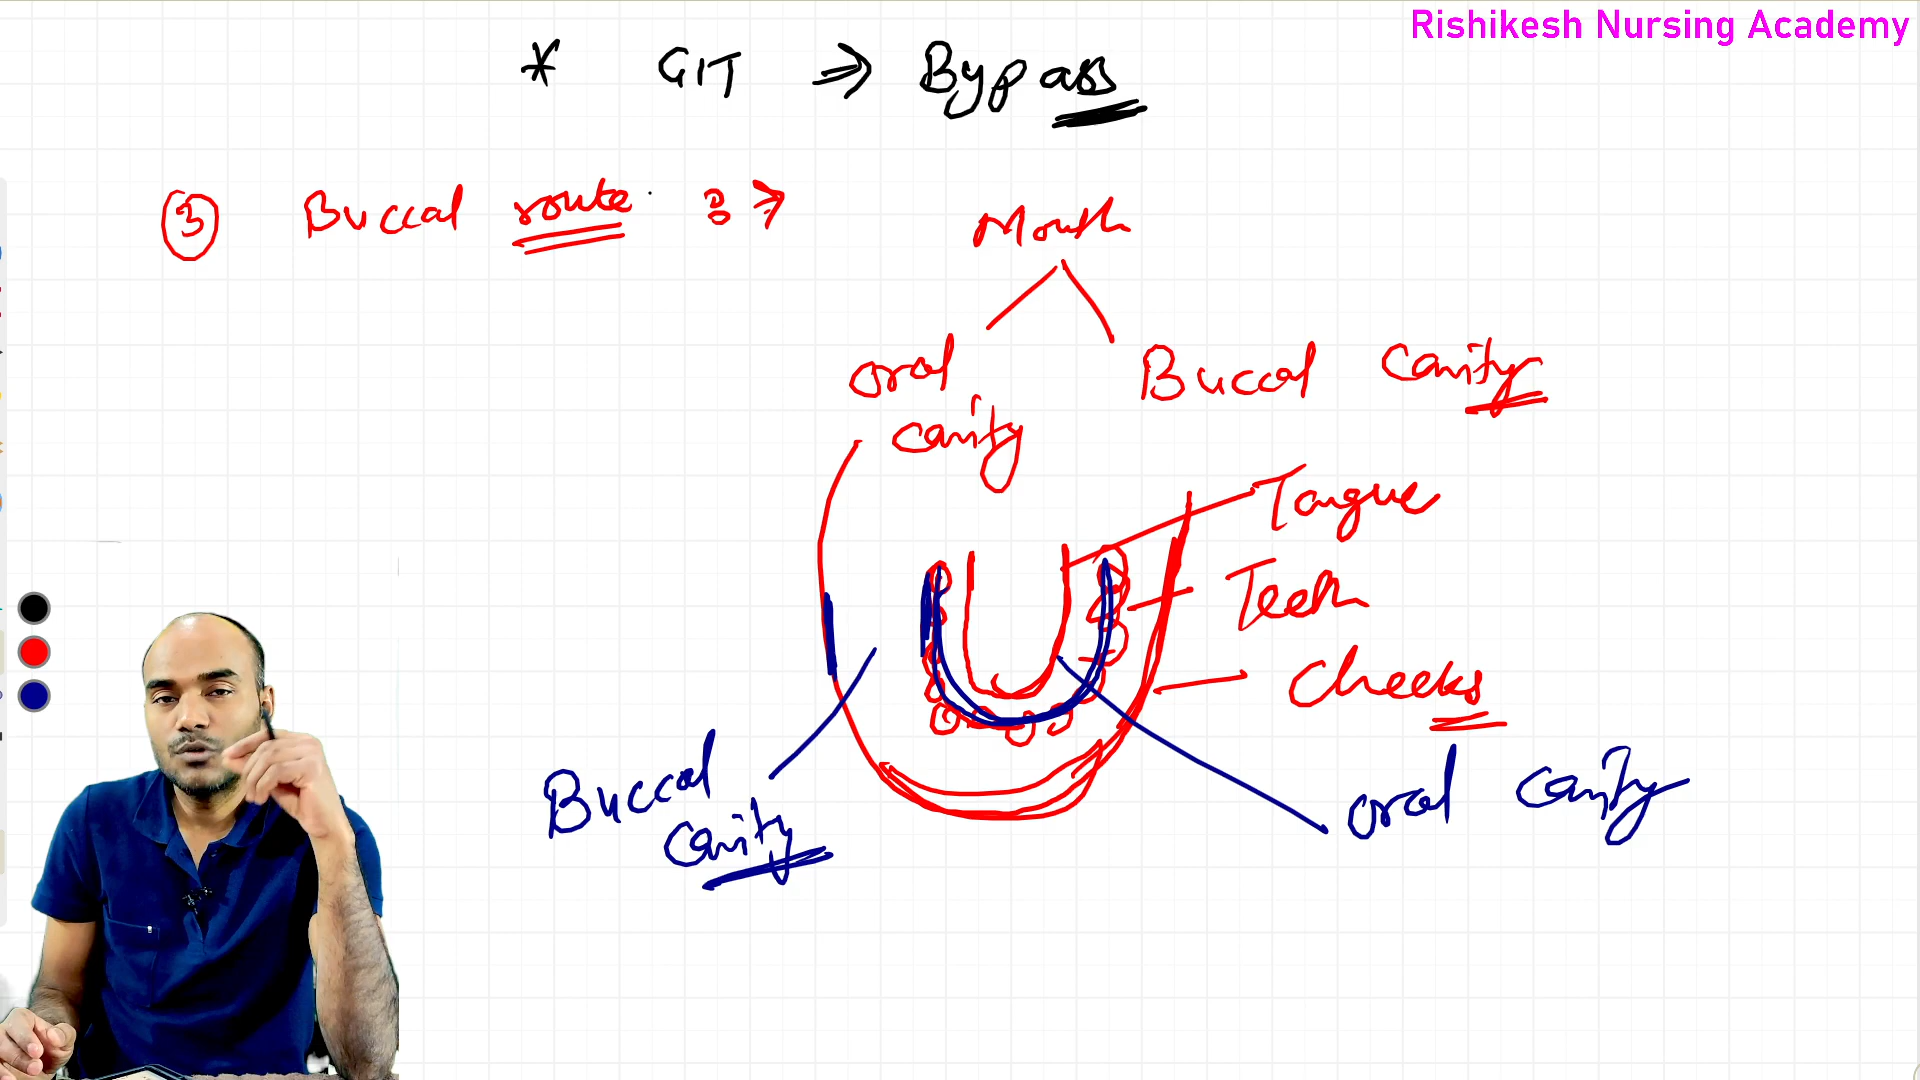 Rishikesh Nursing Academy
* GIT ⇒ Bypass
③ Buccal route :⇒
Mouth
oral cavity
Buccal cavity
Tongue
Teeth
Cheeks
Buccal cavity
oral cavity